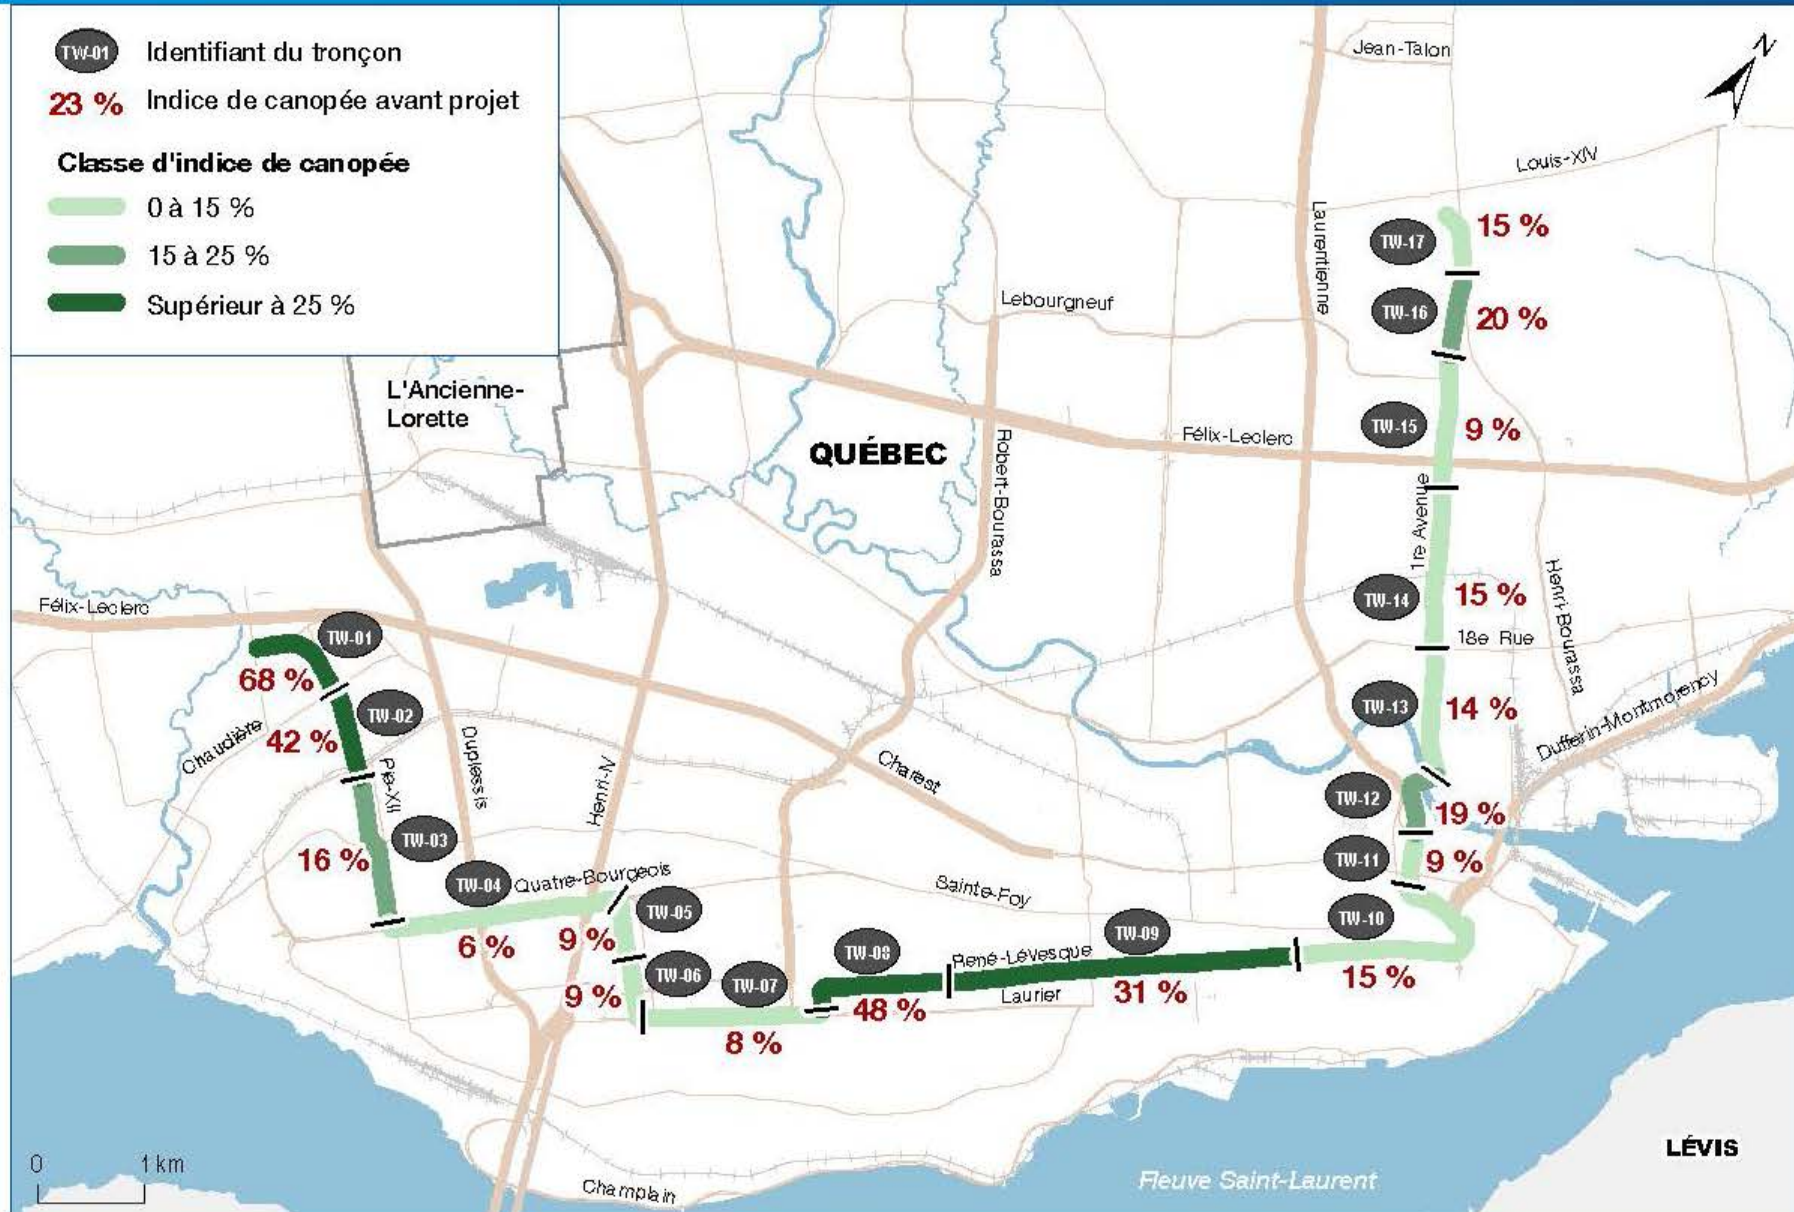 TW-01 Identifiant du tronçon
23 % Indice de canopée avant projet
Classe d'indice de canopée
0 à 15 %
15 à 25 %
Supérieur à 25 %
N
Jean-Talon
Louis-XIV
Laurentienne
TW-17
15 %
Lebourgneuf
TW-16
20 %
L'Ancienne-
Lorette
TW-15
9 %
QUÉBEC
Félix-Leclerc
Robert-Bourassa
1re Avenue
TW-14
15 %
Henri-Bourassa
Félix-Leclerc
18e Rue
TW-01
68 %
TW-02
42 %
Chaudière
Pie-XII
Duplessis
Henri-IV
TW-13
14 %
Dufferin-Montmorency
Charest
TW-12
19 %
TW-03
16 %
TW-11
9 %
TW-04
Quatre-Bourgeois
6 %
Sainte-Foy
TW-05
9 %
TW-10
15 %
TW-06
9 %
TW-07
8 %
TW-08
48 %
René-Lévesque
TW-09
31 %
Laurier
0 1 km
Champlain
Fleuve Saint-Laurent
LÉVIS